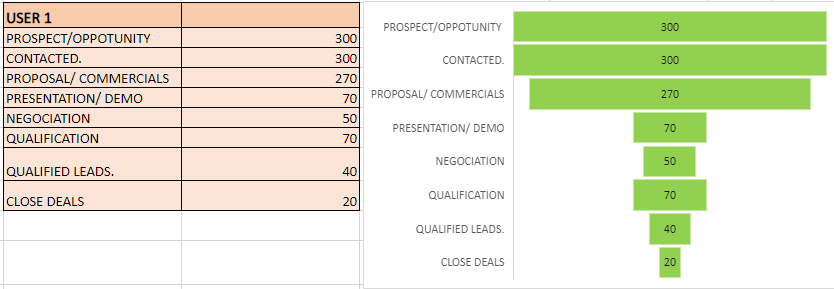 USER 1
PROSPECT/OPPOTUNITY 300
CONTACTED. 300
PROPOSAL/ COMMERCIALS 270
PRESENTATION/ DEMO 70
NEGOCIATION 50
QUALIFICATION 70
QUALIFIED LEADS. 40
CLOSE DEALS 20
PROSPECT/OPPOTUNITY 300
CONTACTED. 300
PROPOSAL/ COMMERCIALS 270
PRESENTATION/ DEMO 70
NEGOCIATION 50
QUALIFICATION 70
QUALIFIED LEADS. 40
CLOSE DEALS 20